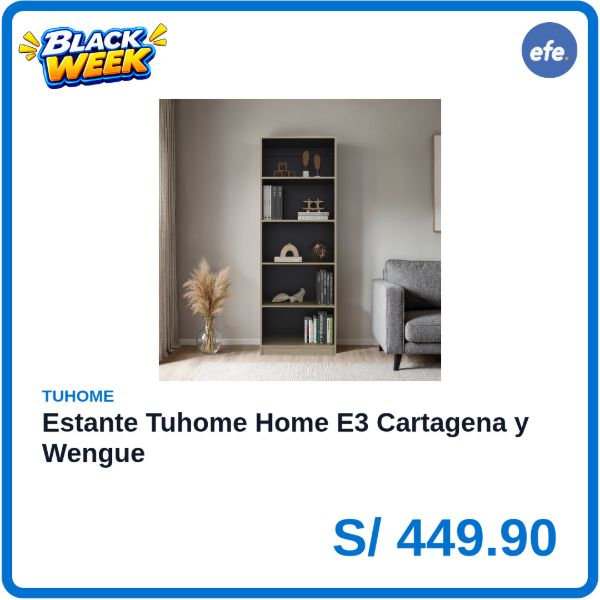 BLACK
WEEK
efe.
TUHOME
Estante Tuhome Home E3 Cartagena y
Wengue
S/ 449.90